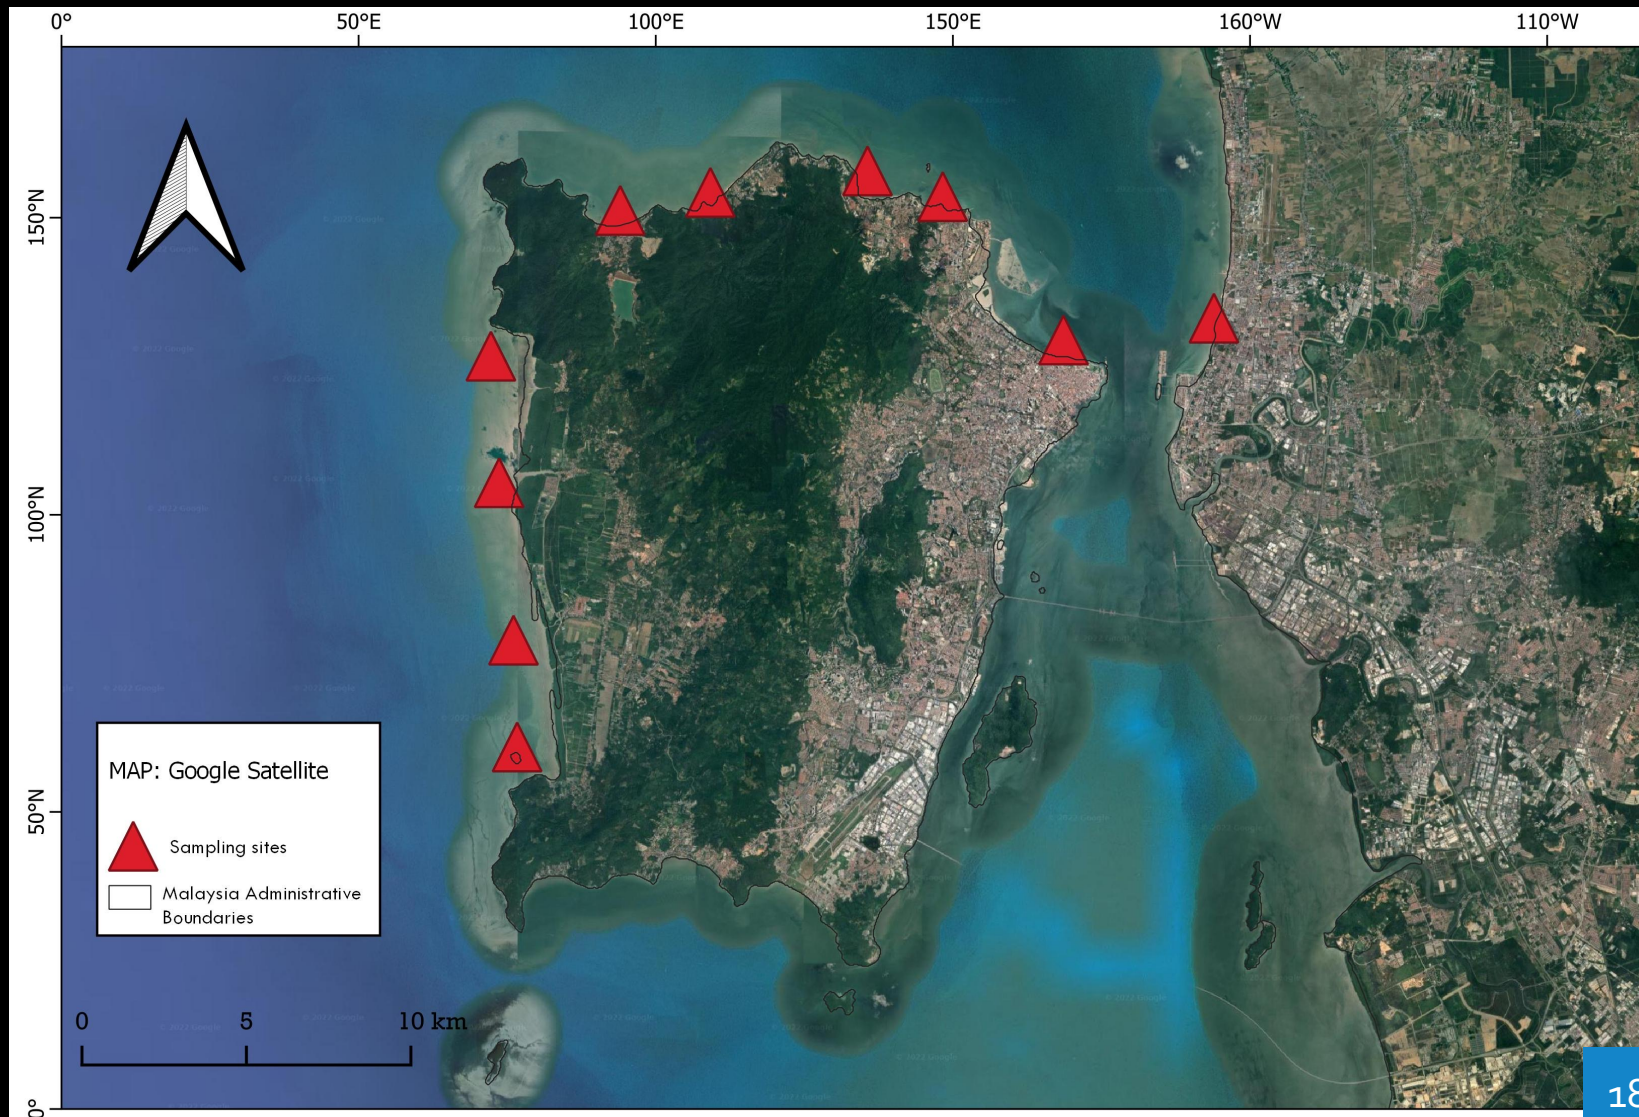 0° 50°E 100°E 150°E 160°W 110°W
150°N
100°N
50°N
0°
MAP: Google Satellite
Sampling sites
Malaysia Administrative
Boundaries
0 5 10 km
18